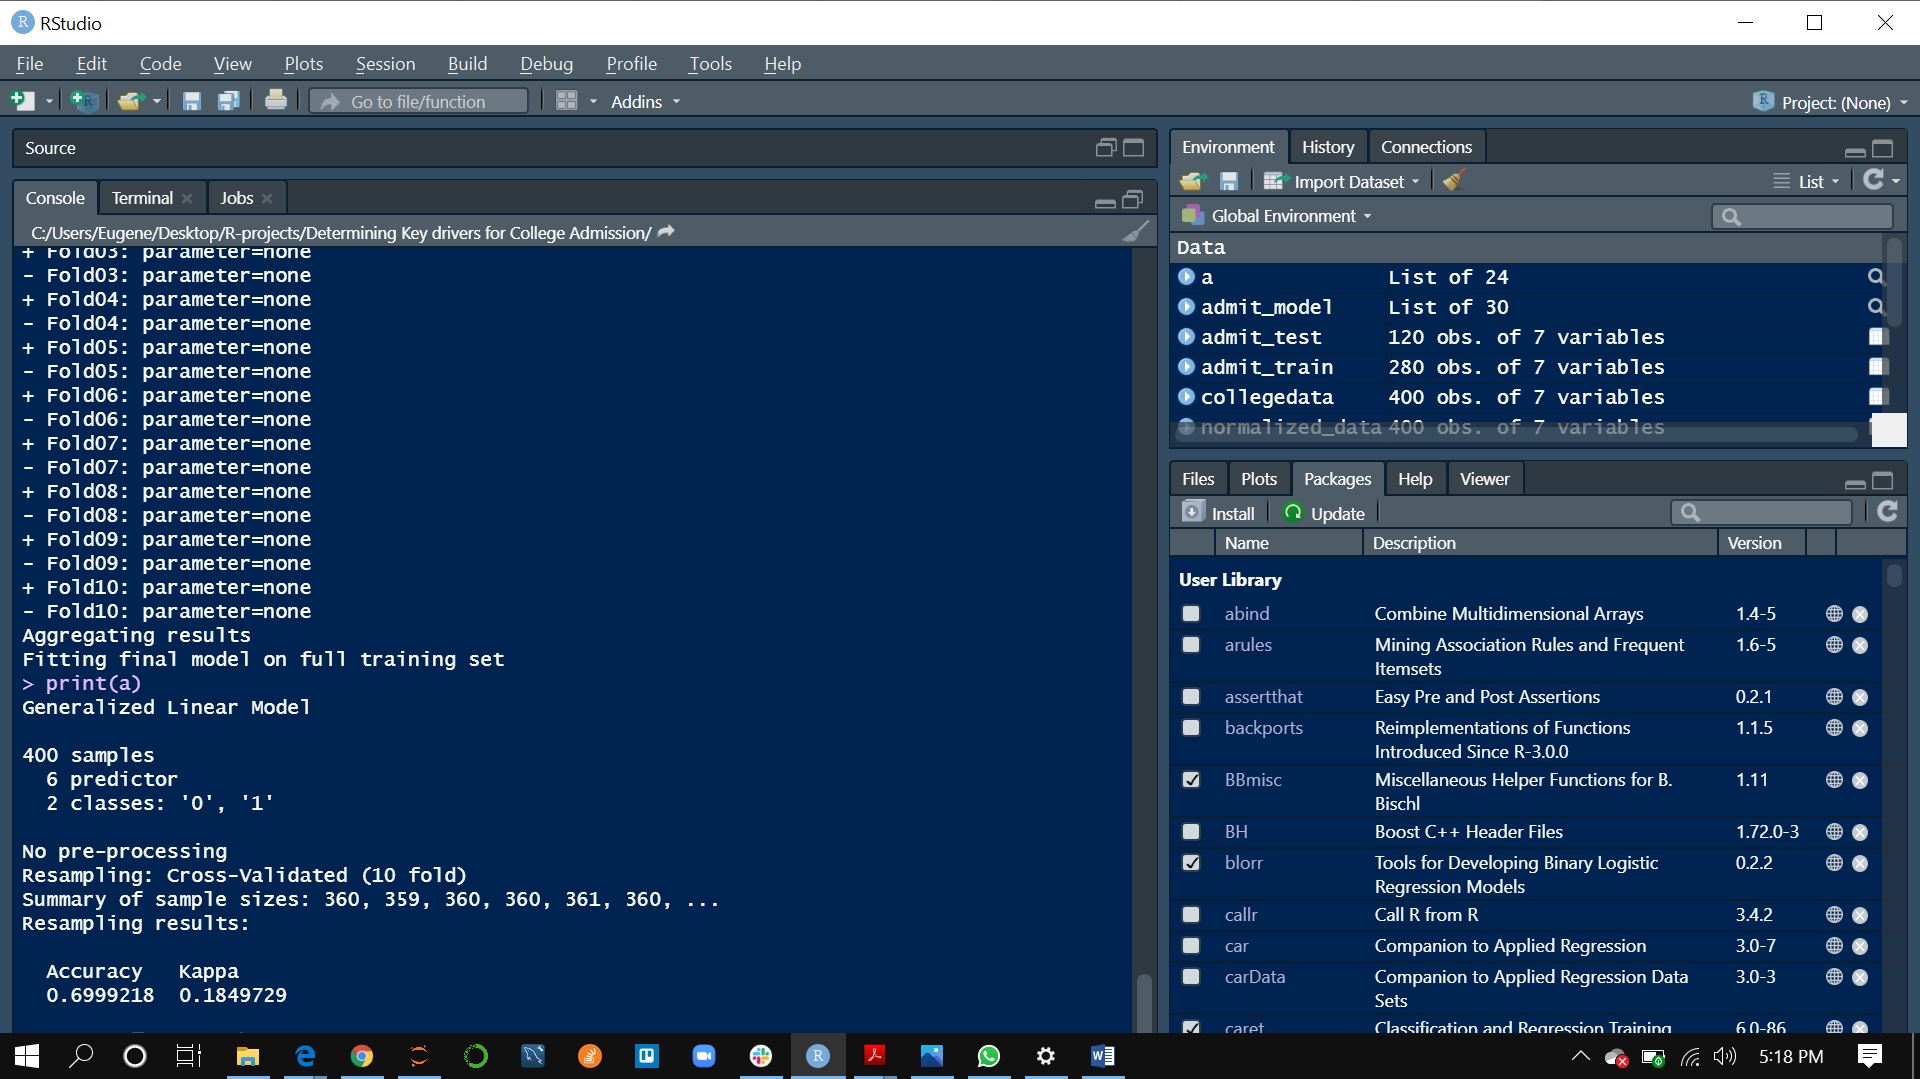 RStudio
File Edit Code View Plots Session Build Debug Profile Tools Help
Go to file/function Addins Project: (None)
Source
Console Terminal Jobs
C:/Users/Eugene/Desktop/R-projects/Determining Key drivers for College Admission/
+ Fold03: parameter=none
- Fold03: parameter=none
+ Fold04: parameter=none
- Fold04: parameter=none
+ Fold05: parameter=none
- Fold05: parameter=none
+ Fold06: parameter=none
- Fold06: parameter=none
+ Fold07: parameter=none
- Fold07: parameter=none
+ Fold08: parameter=none
- Fold08: parameter=none
+ Fold09: parameter=none
- Fold09: parameter=none
+ Fold10: parameter=none
- Fold10: parameter=none
Aggregating results
Fitting final model on full training set
> print(a)
Generalized Linear Model
400 samples
6 predictor
2 classes: '0', '1'
No pre-processing
Resampling: Cross-Validated (10 fold)
Summary of sample sizes: 360, 359, 360, 360, 361, 360, ...
Resampling results:
Accuracy Kappa
0.6999218 0.1849729
Environment History Connections
Import Dataset List
Global Environment
Data
a List of 24
admit_model List of 30
admit_test 120 obs. of 7 variables
admit_train 280 obs. of 7 variables
collegedata 400 obs. of 7 variables
normalized_data 400 obs. of 7 variables
Files Plots Packages Help Viewer
Install Update
Name Description Version
User Library
abind Combine Multidimensional Arrays 1.4-5
arules Mining Association Rules and Frequent 1.6-5
Itemsets
assertthat Easy Pre and Post Assertions 0.2.1
backports Reimplementations of Functions 1.1.5
Introduced Since R-3.0.0
BBmisc Miscellaneous Helper Functions for B. 1.11
Bischl
BH Boost C++ Header Files 1.72.0-3
blorr Tools for Developing Binary Logistic 0.2.2
Regression Models
callr Call R from R 3.4.2
car Companion to Applied Regression 3.0-7
carData Companion to Applied Regression Data 3.0-3
Sets
caret Classification and Regression Training 6.0-86
5:18 PM